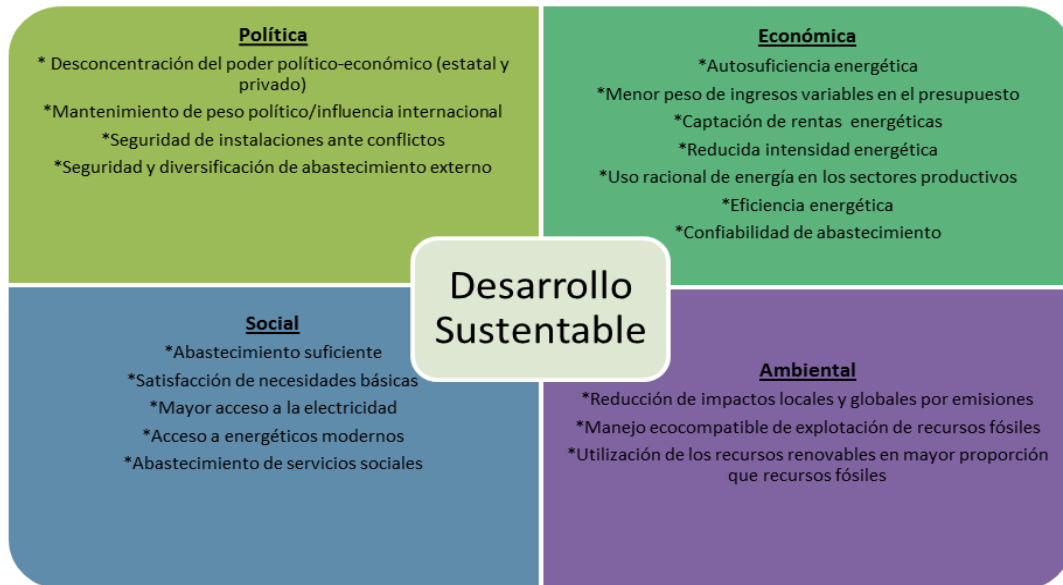 Política
* Desconcentración del poder político-económico (estatal y
privado)
*Mantenimiento de peso político/influencia internacional
*Seguridad de instalaciones ante conflictos
*Seguridad y diversificación de abastecimiento externo
Económica
*Autosuficiencia energética
*Menor peso de ingresos variables en el presupuesto
*Captación de rentas energéticas
*Reducida intensidad energética
*Uso racional de energía en los sectores productivos
*Eficiencia energética
*Confiabilidad de abastecimiento
Desarrollo
Sustentable
Social
*Abastecimiento suficiente
*Satisfacción de necesidades básicas
*Mayor acceso a la electricidad
*Acceso a energéticos modernos
*Abastecimiento de servicios sociales
Ambiental
*Reducción de impactos locales y globales por emisiones
*Manejo ecocompatible de explotación de recursos fósiles
*Utilización de los recursos renovables en mayor proporción
que recursos fósiles